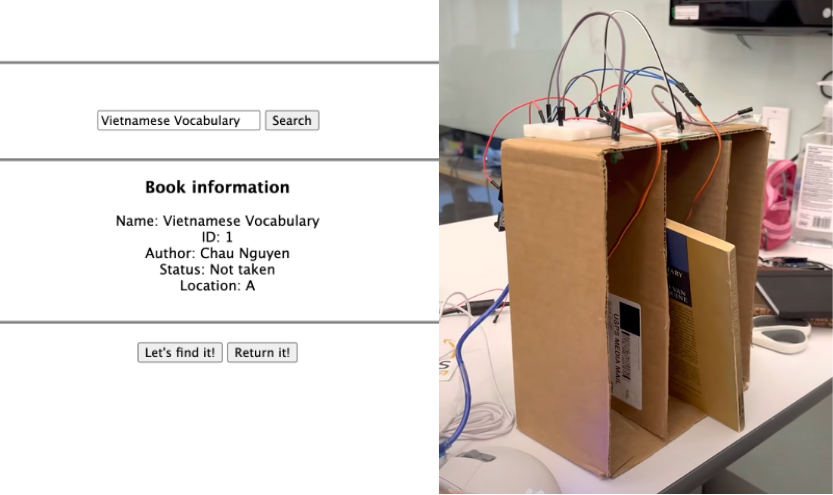 Vietnamese Vocabulary
Search
Book information
Name: Vietnamese Vocabulary
ID: 1
Author: Chau Nguyen
Status: Not taken
Location: A
Let's find it!
Return it!
USPS MEDIA MAIL